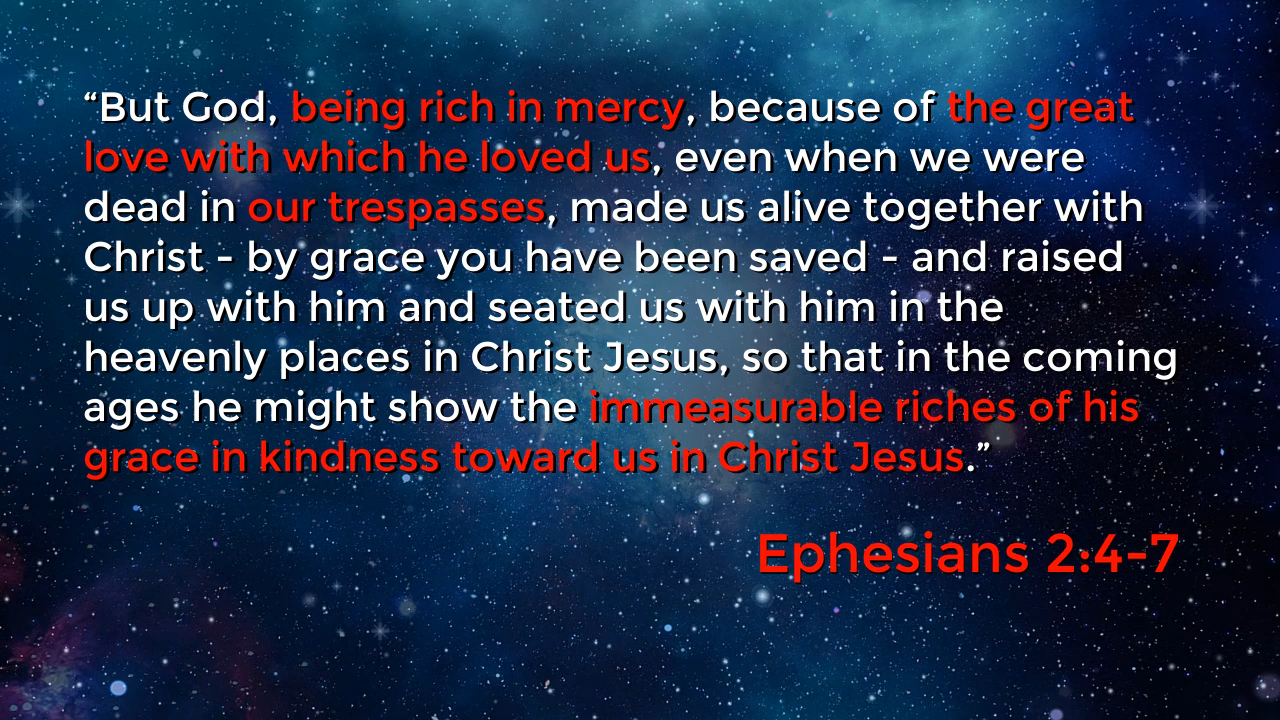 “But God, being rich in mercy, because of the great
love with which he loved us, even when we were
dead in our trespasses, made us alive together with
Christ - by grace you have been saved - and raised
us up with him and seated us with him in the
heavenly places in Christ Jesus, so that in the coming
ages he might show the immeasurable riches of his
grace in kindness toward us in Christ Jesus.”
Ephesians 2:4-7